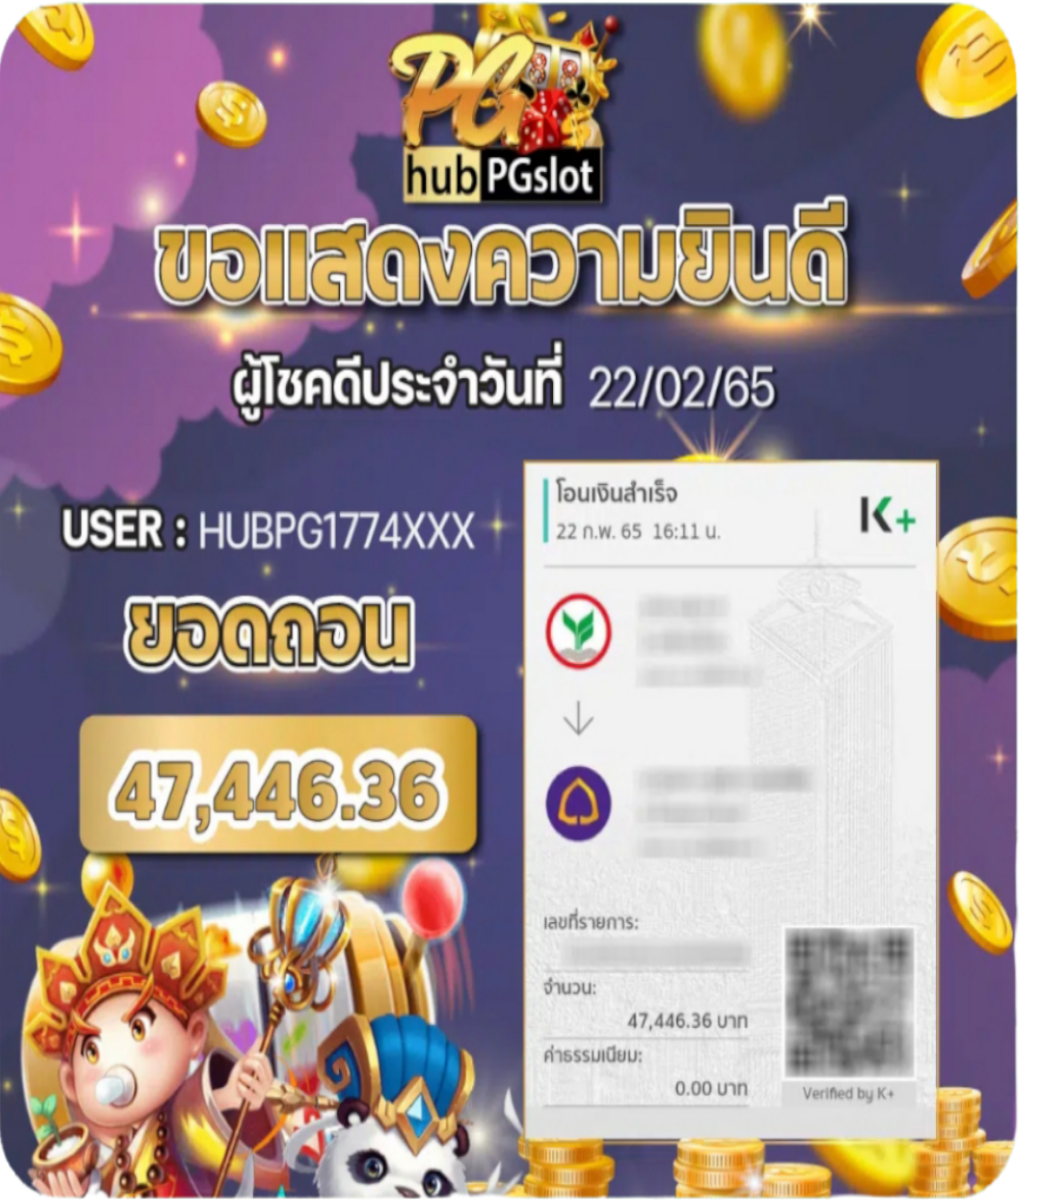 PG
hub PGslot
ขอแสดงความยินดี
ผู้โชคดีประจำวันที่ 22/02/65
USER : HUBPG1774XXX
ยอดถอน
47,446.36
โอนเงินสำเร็จ
22 ก.พ. 65 16:11 น.
K+
เลขที่รายการ:
จำนวน:
47,446.36 บาท
ค่าธรรมเนียม:
0.00 บาท
Verified by K+